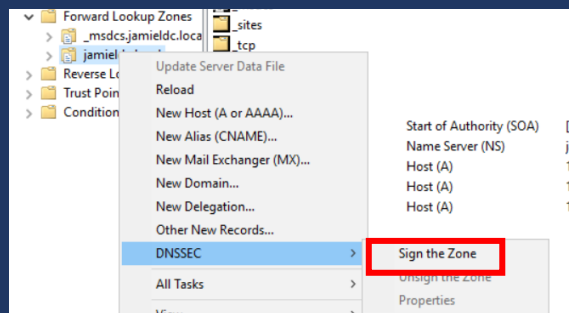 Forward Lookup Zones
_msdcs.jamieldc.loca
_sites
_tcp
Update Server Data File
Reload
New Host (A or AAAA)...
New Alias (CNAME)...
New Mail Exchanger (MX)...
New Domain...
New Delegation...
Other New Records...
DNSSEC
All Tasks
View
Reverse Lo
Trust Poin
Condition
Start of Authority (SOA)
Name Server (NS)
Host (A)
Host (A)
Host (A)
Sign the Zone
Unsign the Zone
Properties